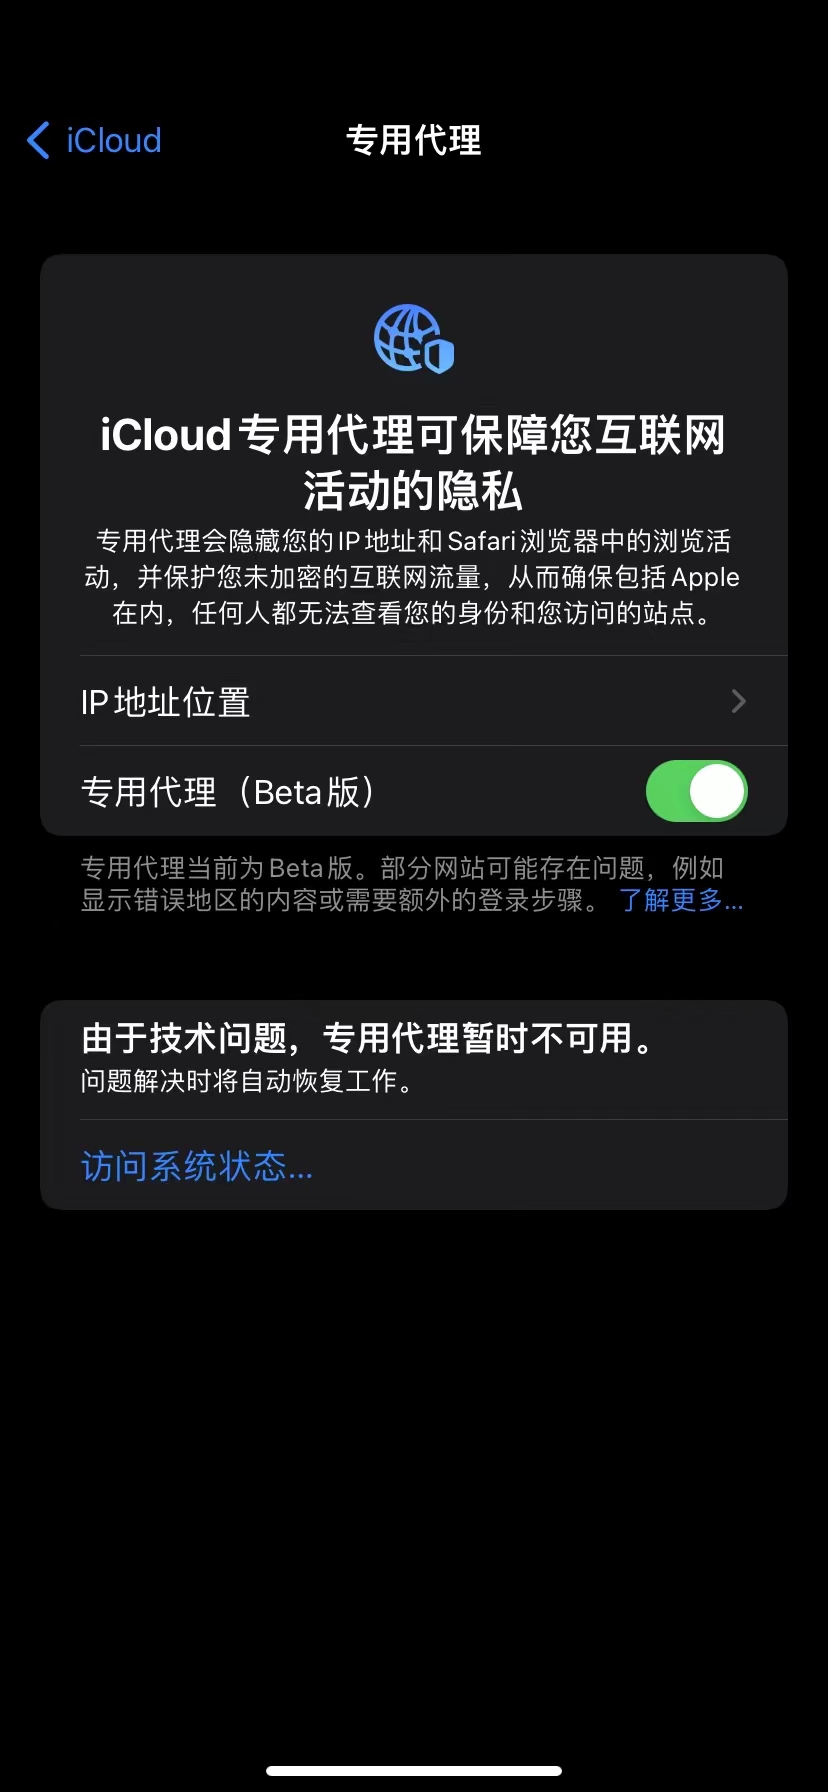 iCloud
专用代理
iCloud专用代理可保障您互联网
活动的隐私
专用代理会隐藏您的IP地址和Safari浏览器中的浏览活
动，并保护您未加密的互联网流量，从而确保包括Apple
在内，任何人都无法查看您的身份和您访问的站点。
IP地址位置
专用代理（Beta版）
专用代理当前为Beta版。部分网站可能存在问题，例如
显示错误地区的内容或需要额外的登录步骤。 了解更多...
由于技术问题，专用代理暂时不可用。
问题解决时将自动恢复工作。
访问系统状态...